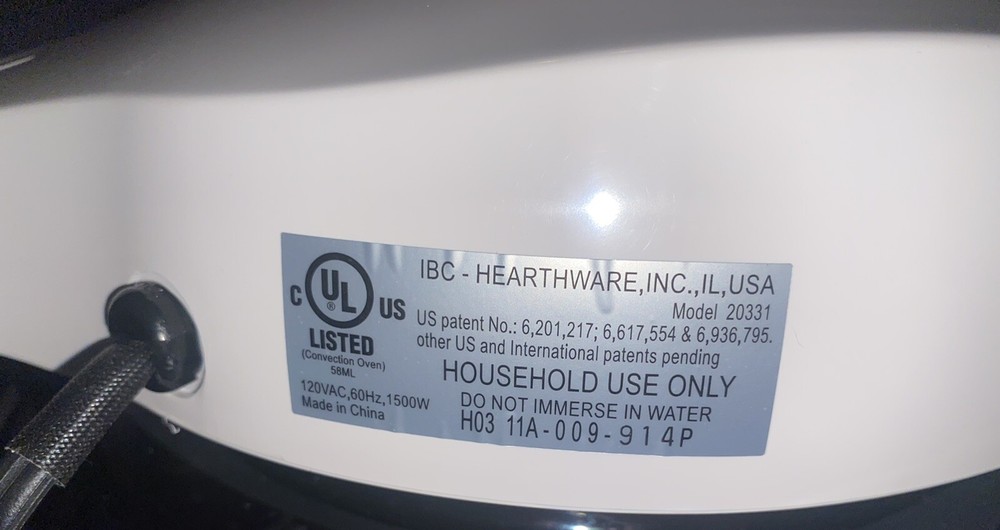 C UL ® US
LISTED
(Convection Oven)
58ML
120VAC,60Hz,1500W
Made in China
IBC - HEARTHWARE,INC.,IL,USA
Model 20331
US patent No.: 6,201,217; 6,617,554 & 6,936,795.
other US and International patents pending
HOUSEHOLD USE ONLY
DO NOT IMMERSE IN WATER
H03 11A-009-914P